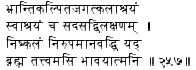 भ्रान्तिकल्पितजगत्कलाश्रयं
स्वाश्रयं च सदसद्विलक्षणम् ।
निष्कलं निरुपमानवद्धि यद्
ब्रह्म तत्त्वमसि भावयात्मनि ॥ २५७॥